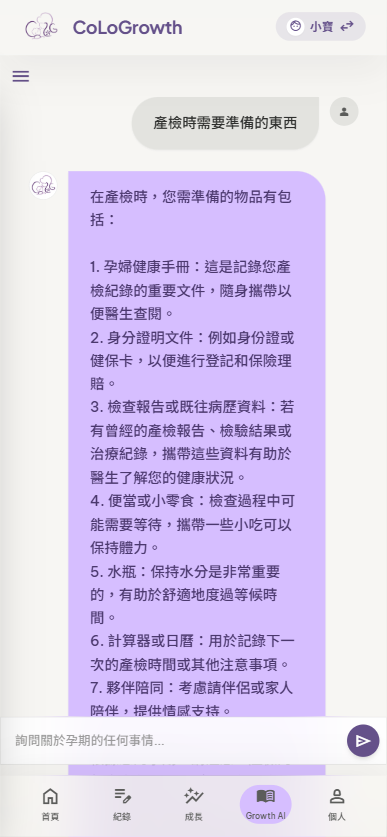 CoLoGrowth
小寶
產檢時需要準備的東西
在產檢時，您需準備的物品有包
括：
1. 孕婦健康手冊：這是記錄您產
檢紀錄的重要文件，隨身攜帶以
便醫生查閱。
2. 身分證明文件：例如身份證或
健保卡，以便進行登記和保險理
賠。
3. 檢查報告或既往病歷資料：若
有曾經的產檢報告、檢驗結果或
治療紀錄，攜帶這些資料有助於
醫生了解您的健康狀況。
4. 便當或小零食：檢查過程中可
能需要等待，攜帶一些小吃可以
保持體力。
5. 水瓶：保持水分是非常重要
的，有助於舒適地度過等候時
間。
6. 計算器或日曆：用於記錄下一
次的產檢時間或其他注意事項。
7. 夥伴陪同：考慮請伴侶或家人
陪伴，提供情感支持。
詢問關於孕期的任何事情...
首頁
紀錄
成長
Growth AI
個人